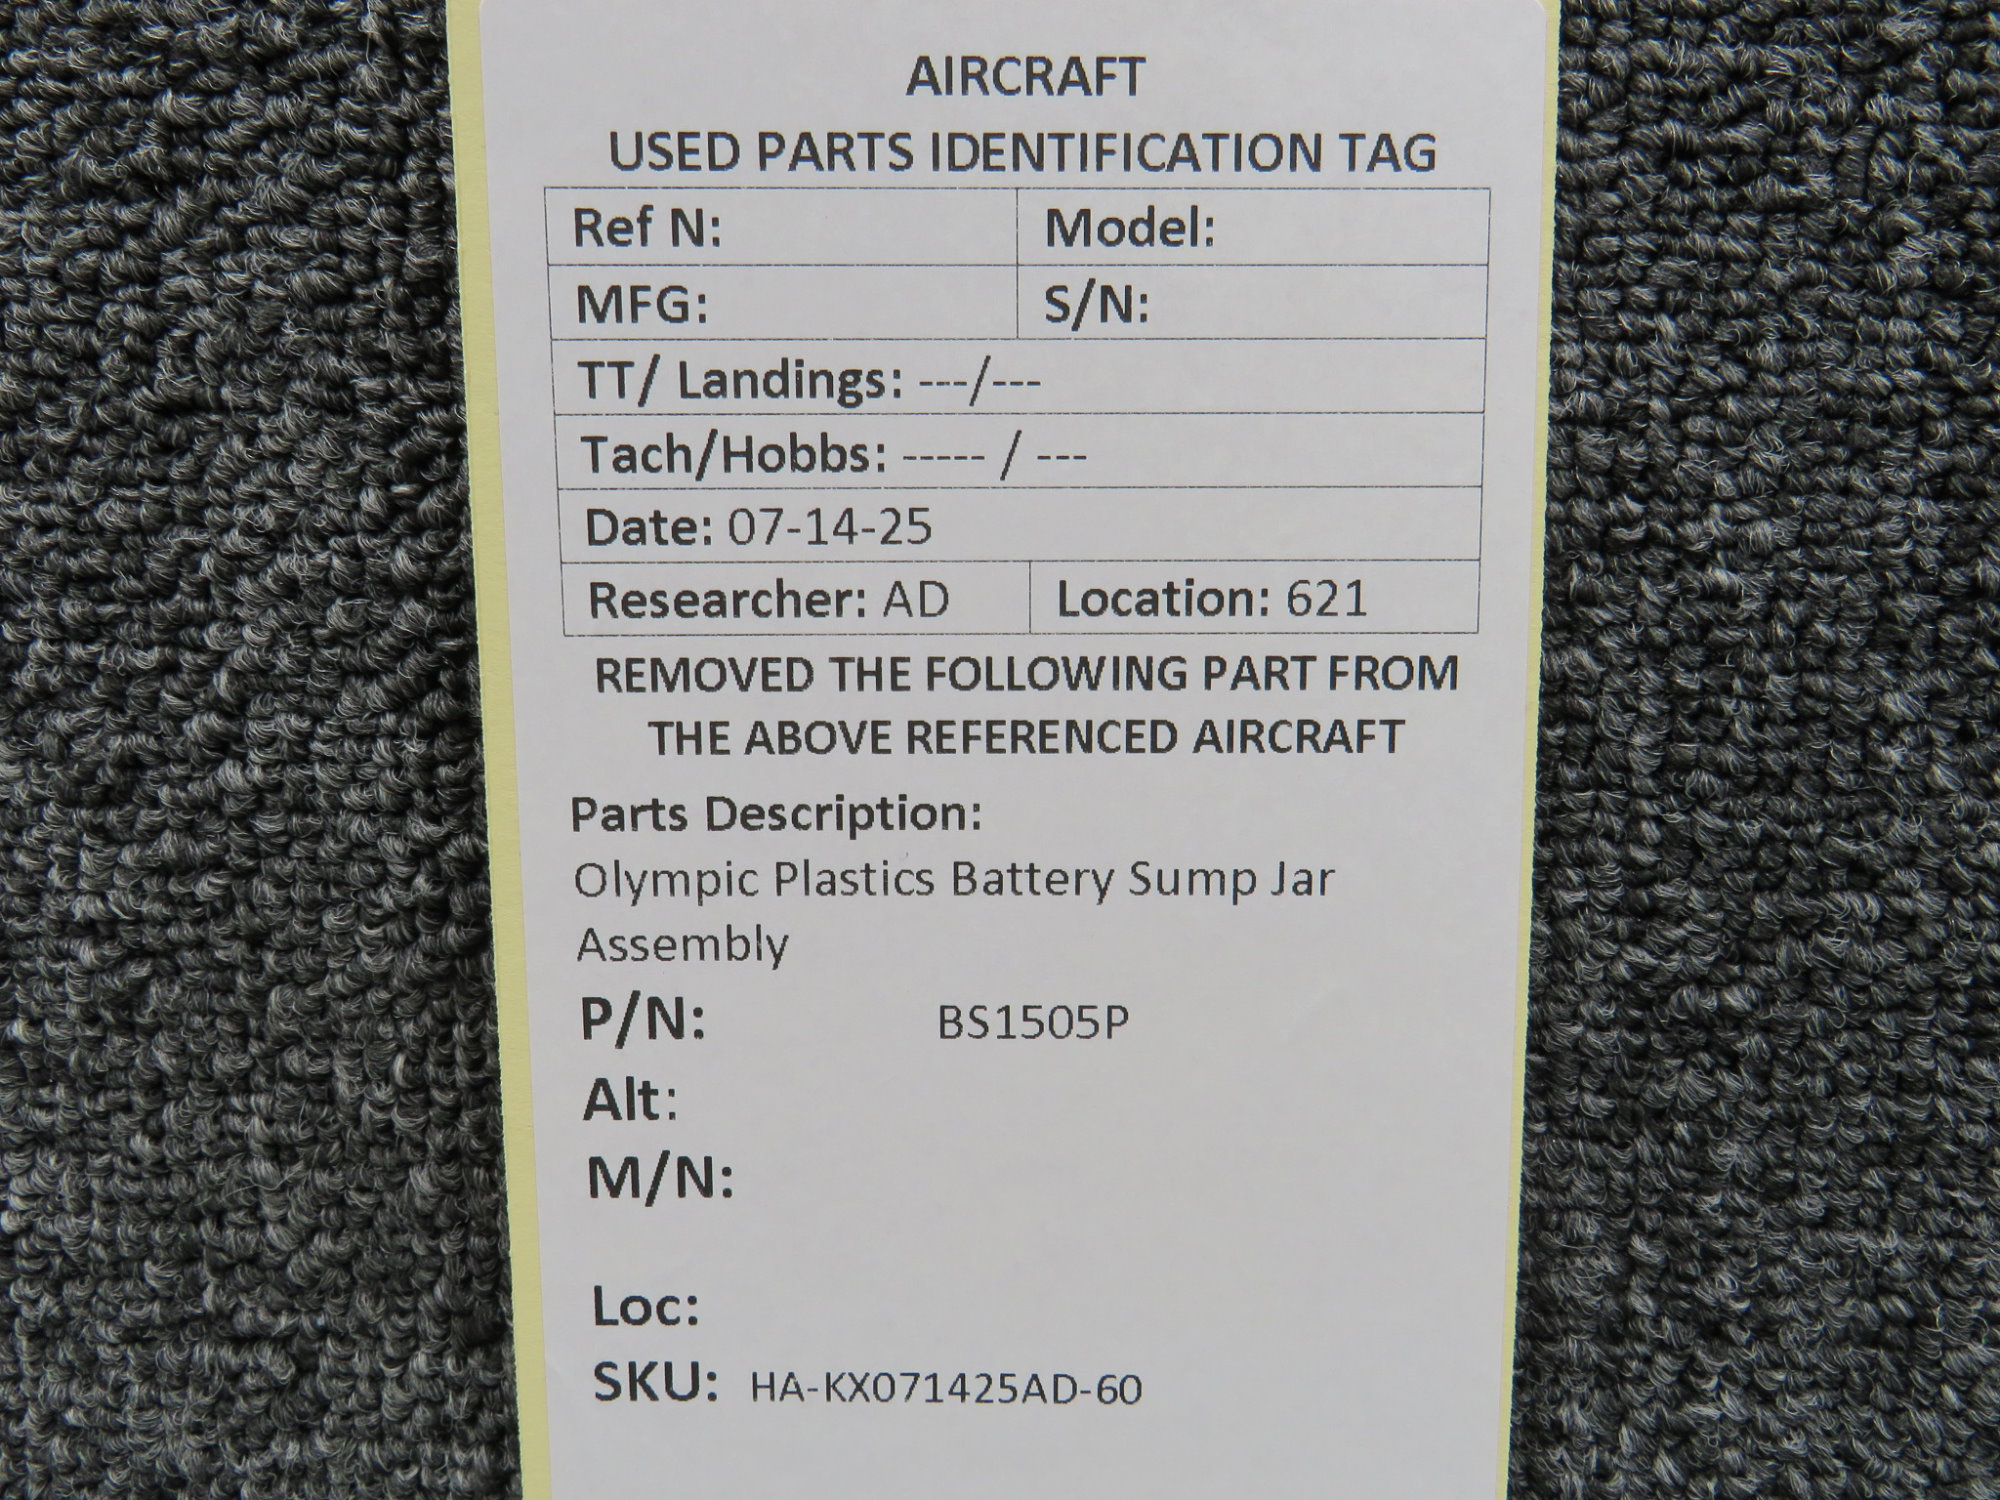 AIRCRAFT
USED PARTS IDENTIFICATION TAG
Ref N: Model:
MFG: S/N:
TT/ Landings: ---/---
Tach/Hobbs: ----- / ---
Date: 07-14-25
Researcher: AD Location: 621
REMOVED THE FOLLOWING PART FROM
THE ABOVE REFERENCED AIRCRAFT
Parts Description:
Olympic Plastics Battery Sump Jar
Assembly
P/N: BS1505P
Alt:
M/N:
Loc:
SKU: HA-KX071425AD-60